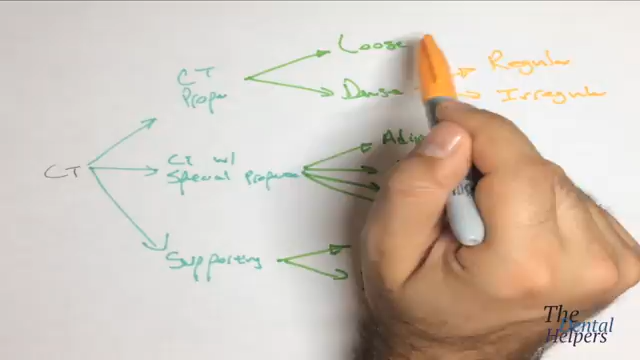 Loose
CT
Proper
Dense
Regular
Irregular
CT
CT w/
Special Properties
Supporting
The
Dental
Helpers